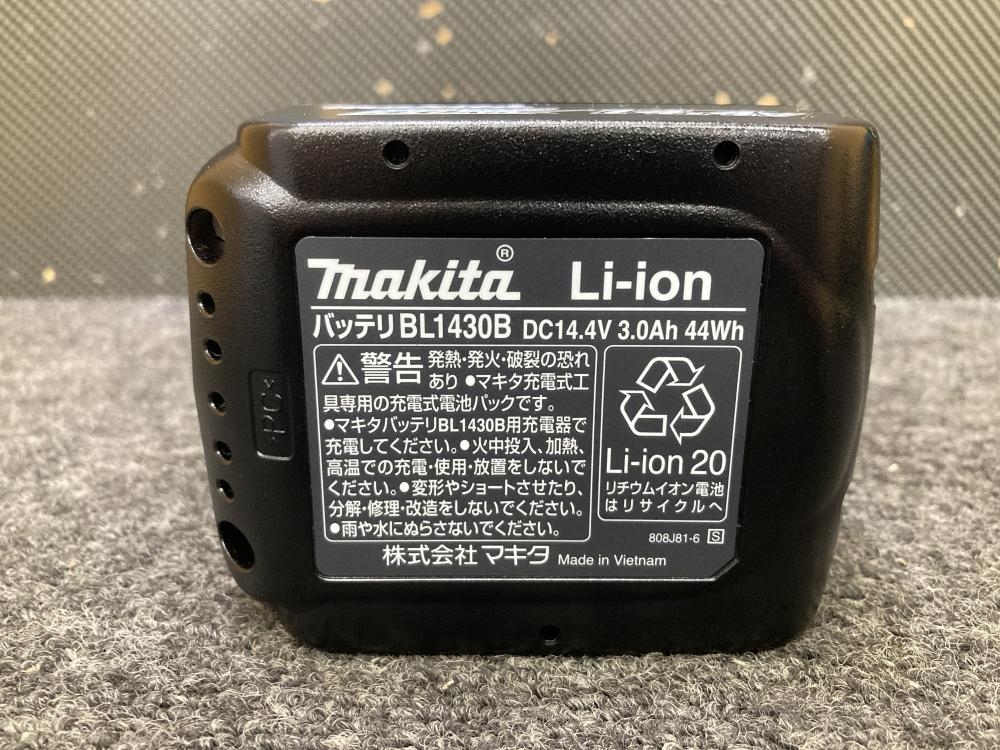 makita® Li-ion
バッテリ BL1430B DC14.4V 3.0Ah 44Wh
警告 発熱・発火・破裂の恐れ
あり ●マキタ充電式工
具専用の充電式電池パックです。
●マキタバッテリBL1430B用充電器で
充電してください。●火中投入、加熱、
高温での充電・使用・放置をしないで
ください。●変形やショートさせたり、
分解・修理・改造をしないでください。
●雨や水にぬらさないでください。
Li-ion 20
リチウムイオン電池
はリサイクルへ
808J81-6 S
株式会社マキタ Made in Vietnam
>PC<